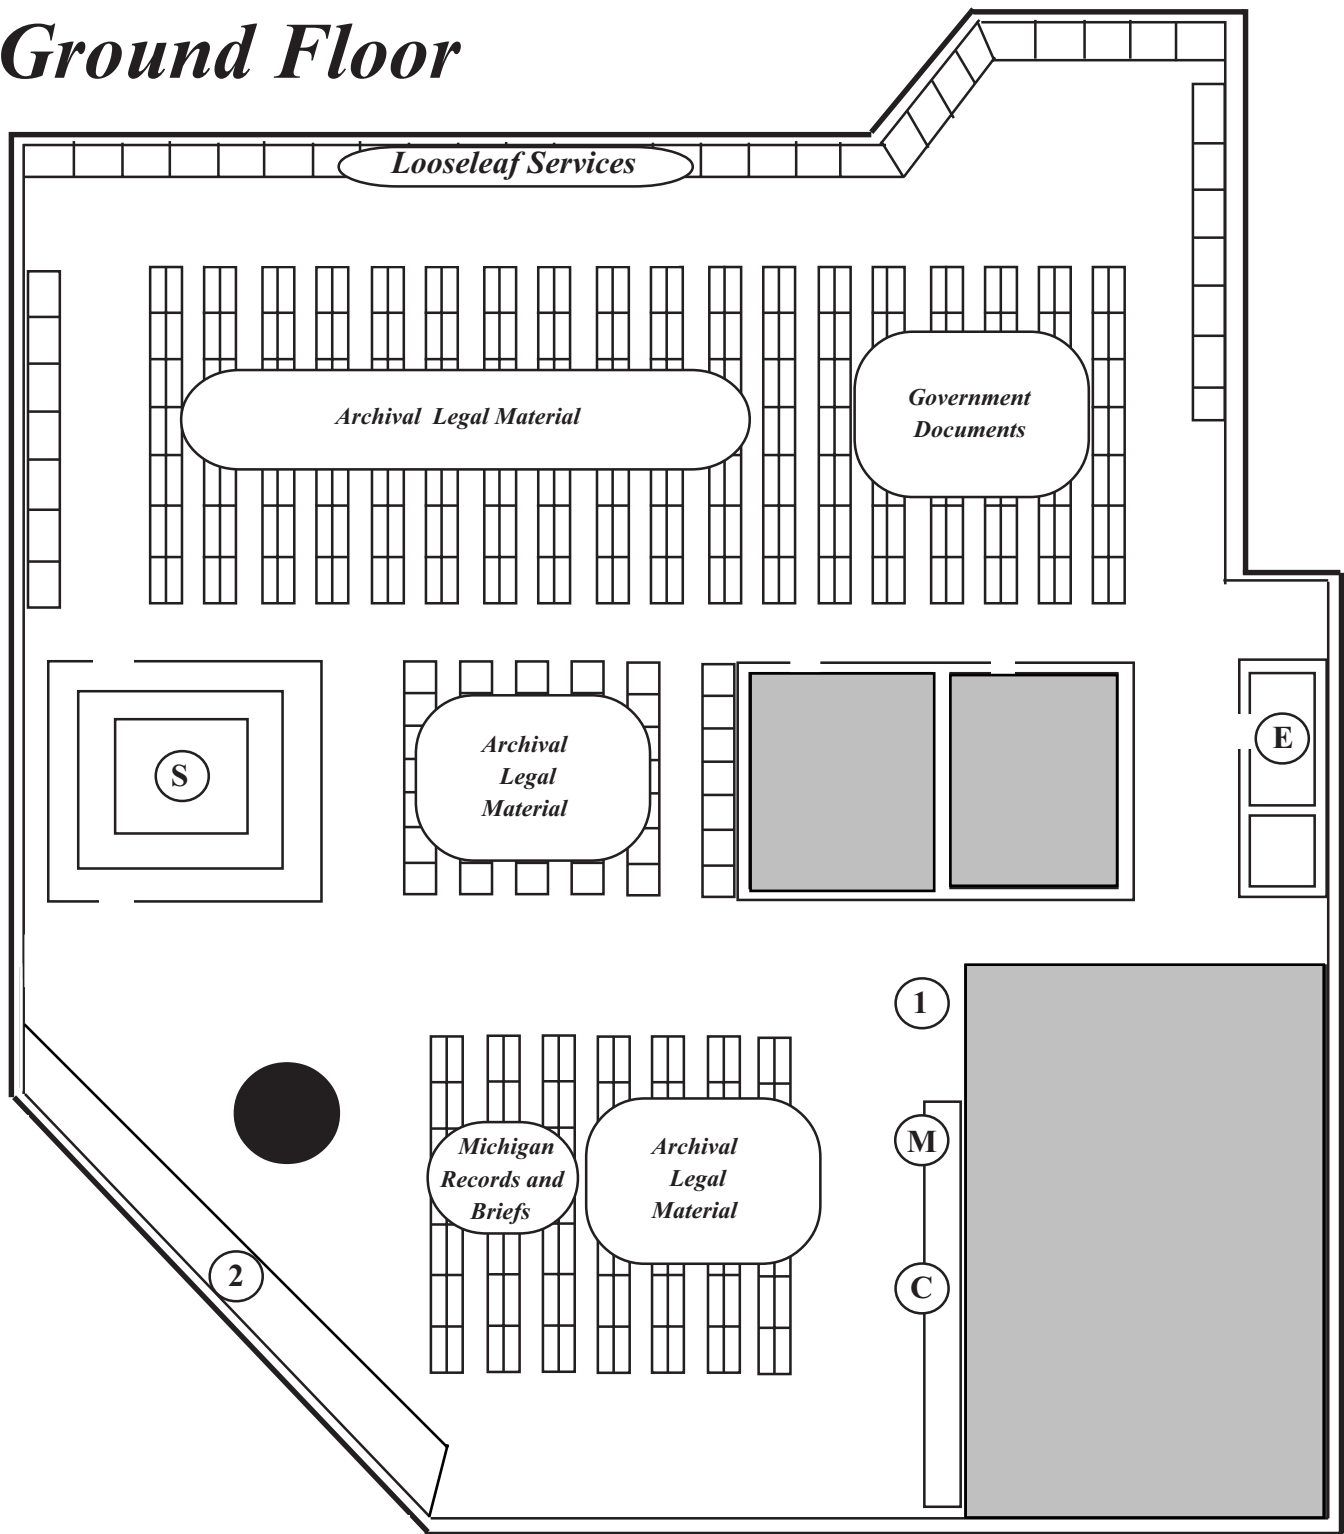 Ground Floor
Looseleaf Services
Archival Legal Material
Government
Documents
S
Archival
Legal
Material
E
1
Michigan
Records and
Briefs
Archival
Legal
Material
M
2
C